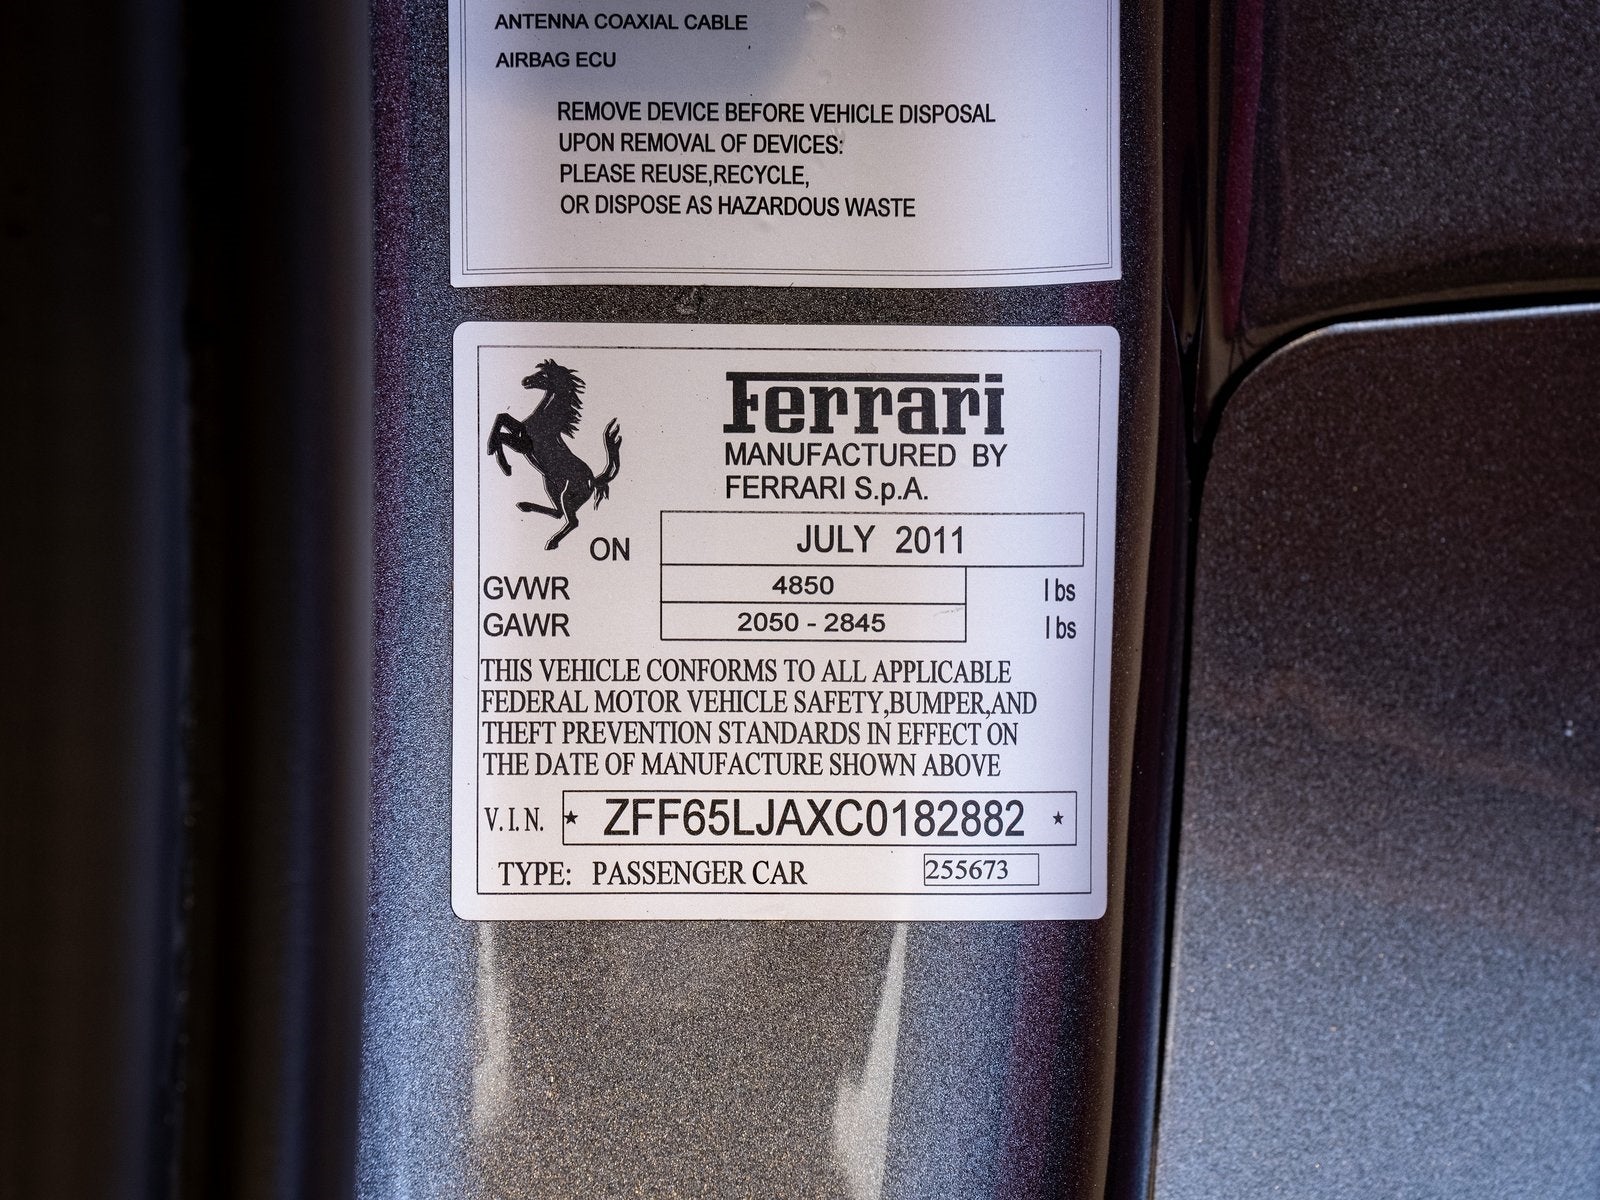 ANTENNA COAXIAL CABLE
AIRBAG ECU
REMOVE DEVICE BEFORE VEHICLE DISPOSAL
UPON REMOVAL OF DEVICES:
PLEASE REUSE,RECYCLE,
OR DISPOSE AS HAZARDOUS WASTE
Ferrari
MANUFACTURED BY
FERRARI S.p.A.
ON JULY 2011
GVWR 4850 lbs
GAWR 2050 - 2845 lbs
THIS VEHICLE CONFORMS TO ALL APPLICABLE
FEDERAL MOTOR VEHICLE SAFETY,BUMPER,AND
THEFT PREVENTION STANDARDS IN EFFECT ON
THE DATE OF MANUFACTURE SHOWN ABOVE
V.I.N. ★ ZFF65LJAXC0182882 ★
TYPE: PASSENGER CAR 255673